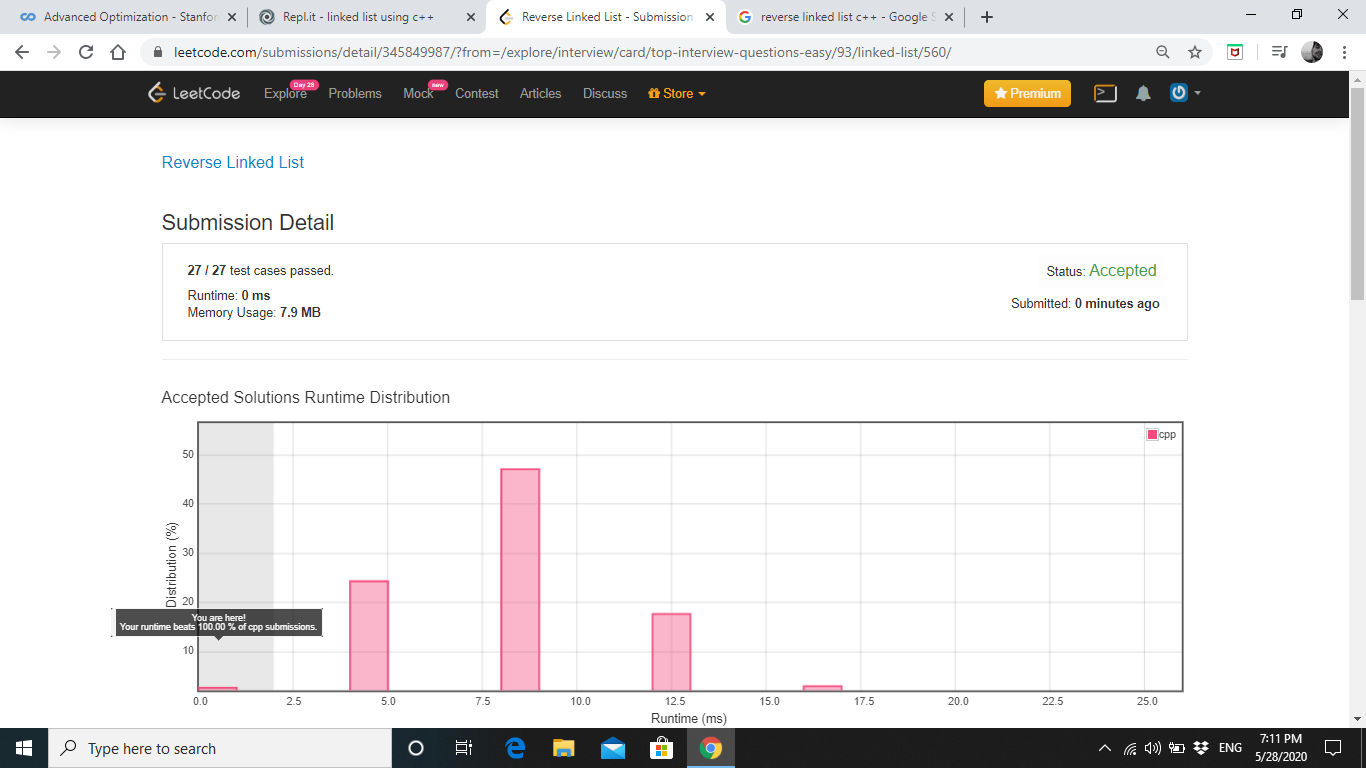 Advanced Optimization - Stanfor
Repl.it - linked list using c++
Reverse Linked List - Submission
reverse linked list c++ - Google S
leetcode.com/submissions/detail/345849987/?from=/explore/interview/card/top-interview-questions-easy/93/linked-list/560/
LeetCode
Explore
Day 28
Problems
Mock
new
Contest
Articles
Discuss
Store
Premium
Reverse Linked List
Submission Detail
27 / 27 test cases passed.
Status: Accepted
Runtime: 0 ms
Submitted: 0 minutes ago
Memory Usage: 7.9 MB
Accepted Solutions Runtime Distribution
cpp
50
40
30
20
10
Distribution (%)
You are here!
Your runtime beats 100.00 % of cpp submissions.
0.0
2.5
5.0
7.5
10.0
12.5
15.0
17.5
20.0
22.5
25.0
Runtime (ms)
Type here to search
ENG
7:11 PM
5/28/2020